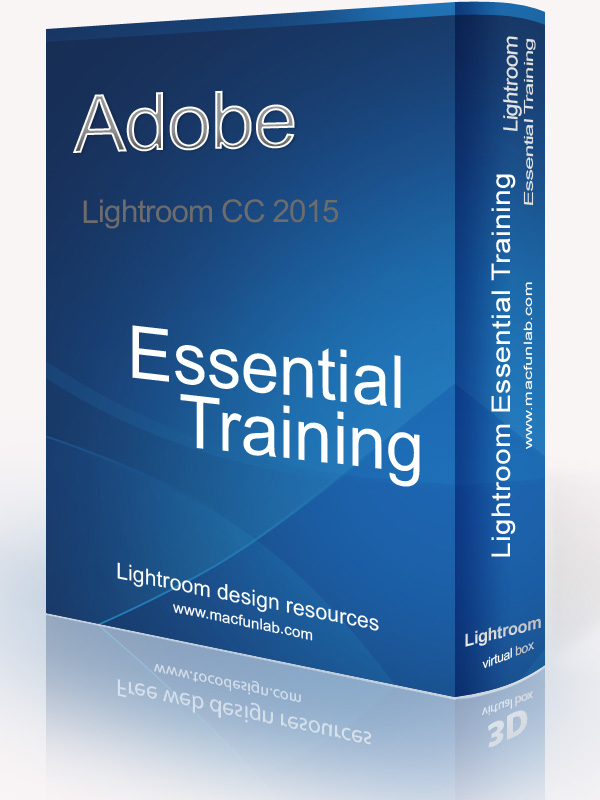 Adobe
Lightroom CC 2015
Essential
Training
Lightroom design resources
www.macfunlab.com
Lightroom
Essential Training
Lightroom Essential Training
www.macfunlab.com
Lightroom
virtual box
www.tocodesign.com
Free web design resources
virtual box
3D